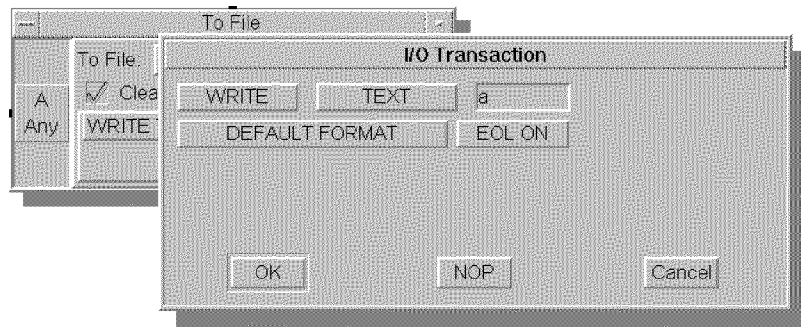 To File
To File:
Clea
A
Any
WRITE
I/O Transaction
WRITE TEXT a
DEFAULT FORMAT EOL ON
OK NOP Cancel